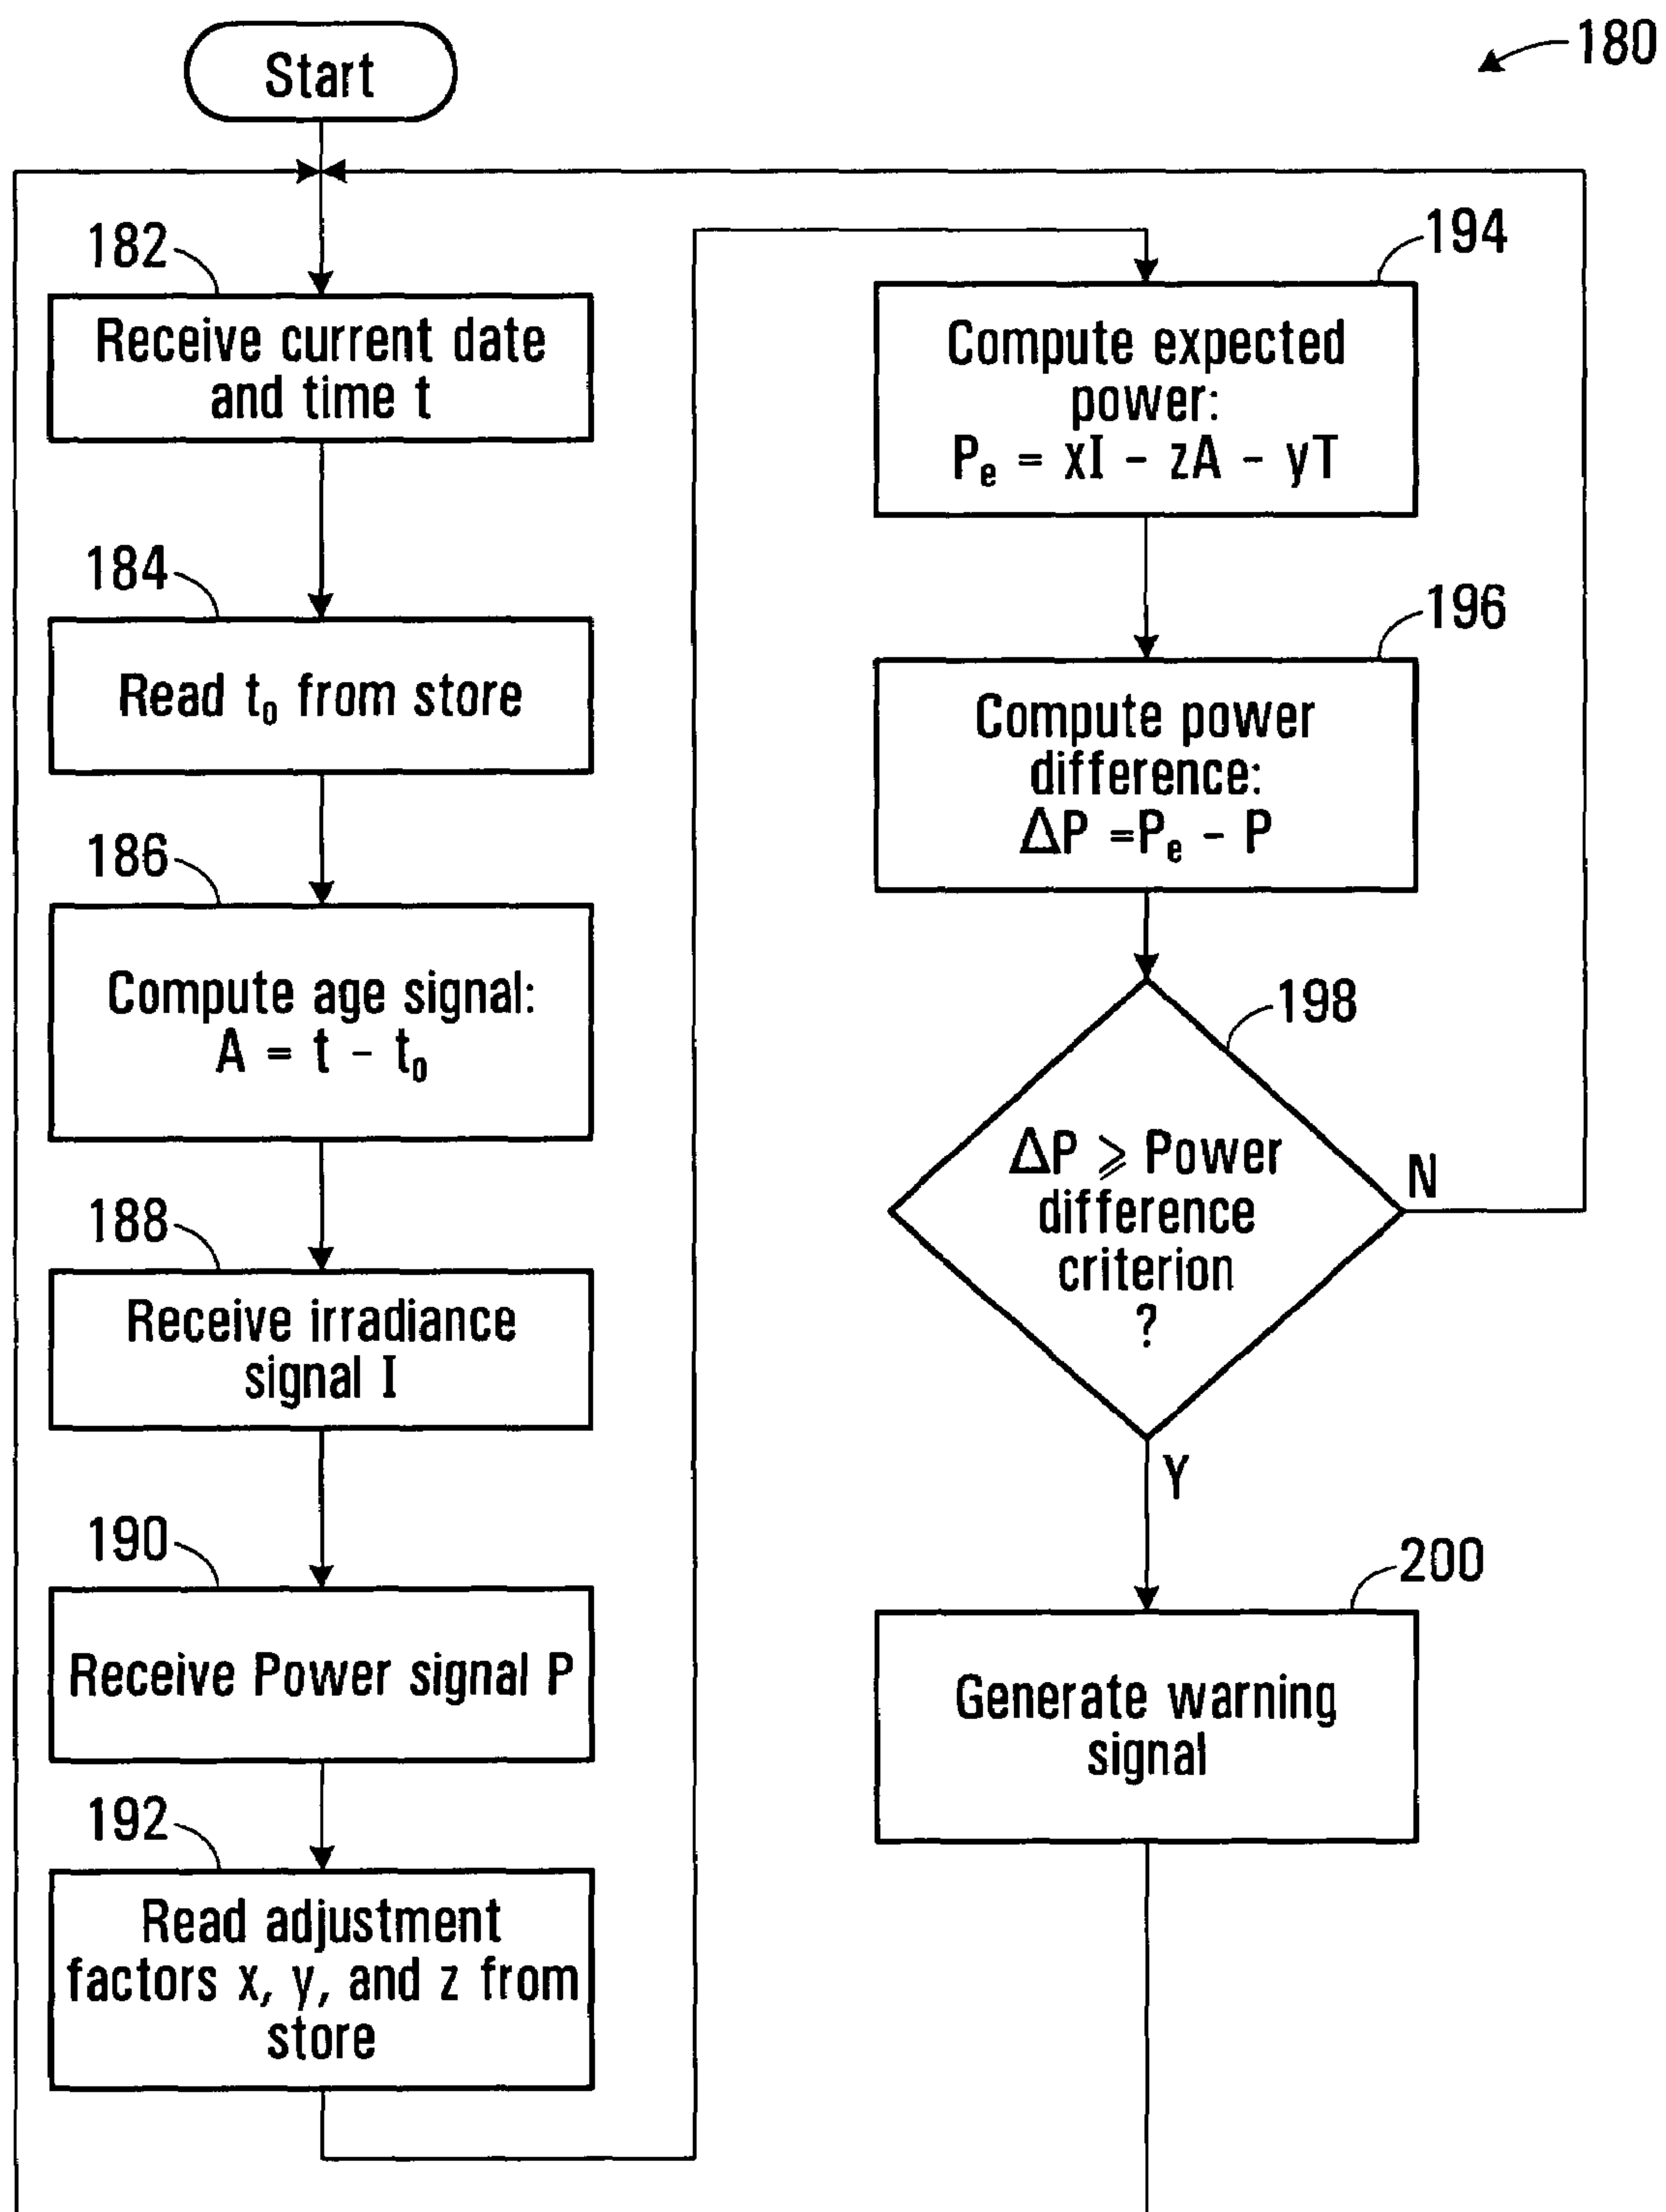 Start
180
182
Receive current date
and time t
184
Read t₀ from store
186
Compute age signal:
A = t - t₀
188
Receive irradiance
signal I
190
Receive Power signal P
192
Read adjustment
factors x, y, and z from
store
194
Compute expected
power:
Pₑ = xI - zA - yT
196
Compute power
difference:
ΔP =Pₑ - P
198
ΔP ⩾ Power
difference
criterion
?
N
Y
200
Generate warning
signal